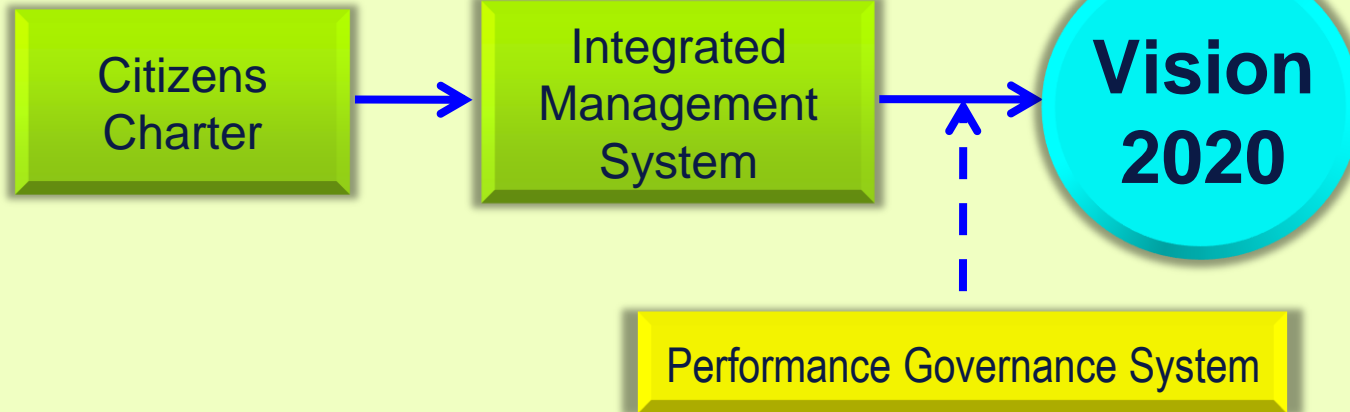 Citizens
Charter
Integrated
Management
System
Vision
2020
Performance Governance System